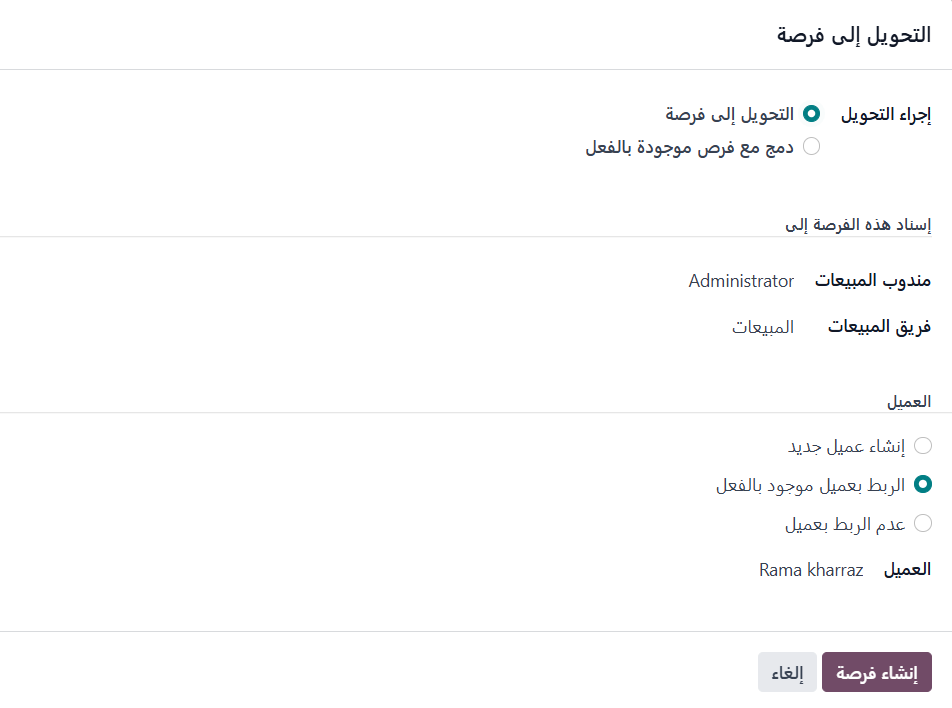 التحويل إلى فرصة
إجراء التحويل التحويل إلى فرصة
دمج مع فرص موجودة بالفعل
إسناد هذه الفرصة إلى
مندوب المبيعات Administrator
فريق المبيعات المبيعات
العميل
إنشاء عميل جديد
الربط بعميل موجود بالفعل
عدم الربط بعميل
العميل Rama kharraz
إنشاء فرصة إلغاء